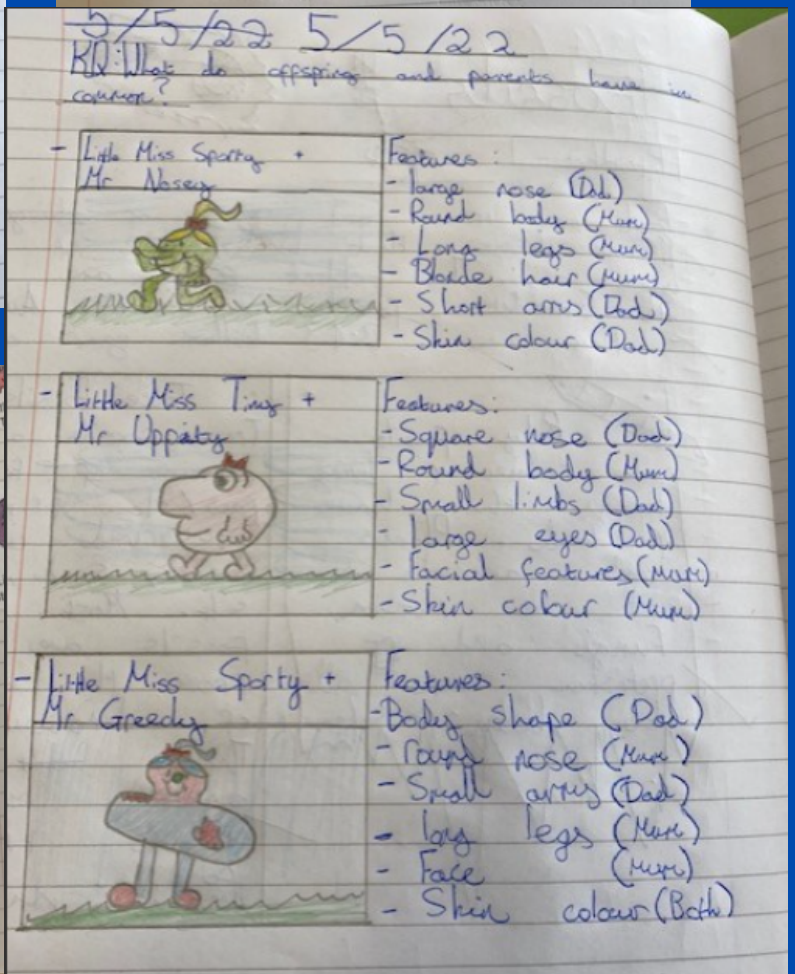 5/5/22 5/5/22
KQ: What do offspring and parents have in
common?
- Little Miss Sporty +
Mr Nosey
Features:
- large nose (Dad)
- Round body (Mum)
- Long legs (Mum)
- Blonde hair (Mum)
- Short arms (Dad)
- Skin colour (Dad)
- Little Miss Tiny +
Mr Uppity
Features:
- Square nose (Dad)
- Round body (Mum)
- Small limbs (Dad)
- large eyes (Dad)
- Facial features (Mum)
- Skin colour (Mum)
- Little Miss Sporty +
Mr Greedy
Features:
- Body shape (Dad)
- round nose (Mum)
- Small arms (Dad)
- long legs (Mum)
- Face (Mum)
- Skin colour (Both)